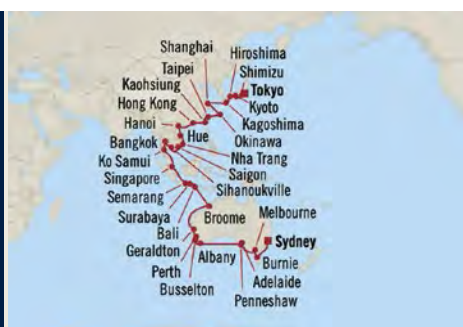 Shanghai
Hiroshima
Taipei
Shimizu
Kaohsiung
Tokyo
Hong Kong
Kyoto
Hanoi
Kagoshima
Hue
Okinawa
Bangkok
Nha Trang
Ko Samui
Saigon
Singapore
Sihanoukville
Semarang
Surabaya
Broome
Melbourne
Bali
Geraldton
Sydney
Perth
Albany
Burnie
Busselton
Adelaide
Penneshaw